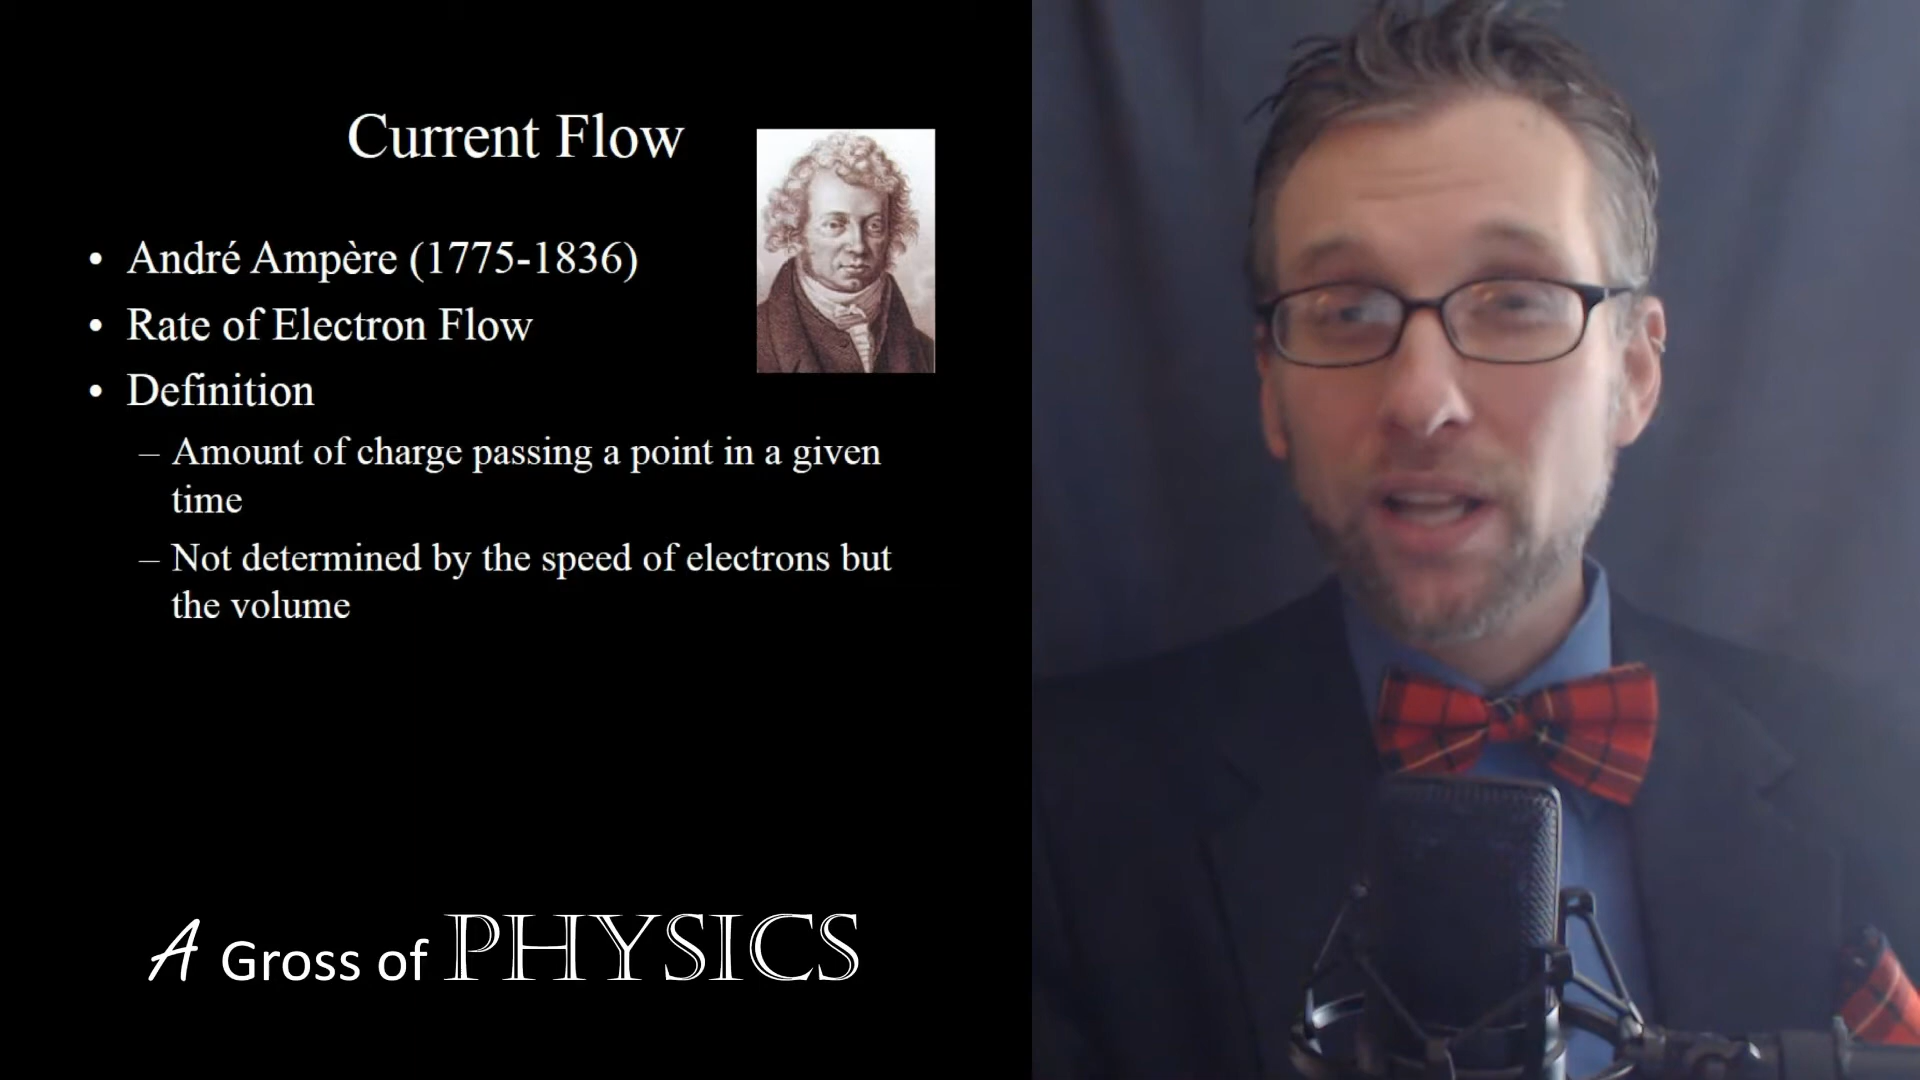 Current Flow
• André Ampère (1775-1836)
• Rate of Electron Flow
• Definition
– Amount of charge passing a point in a given
time
– Not determined by the speed of electrons but
the volume
A Gross of PHYSICS